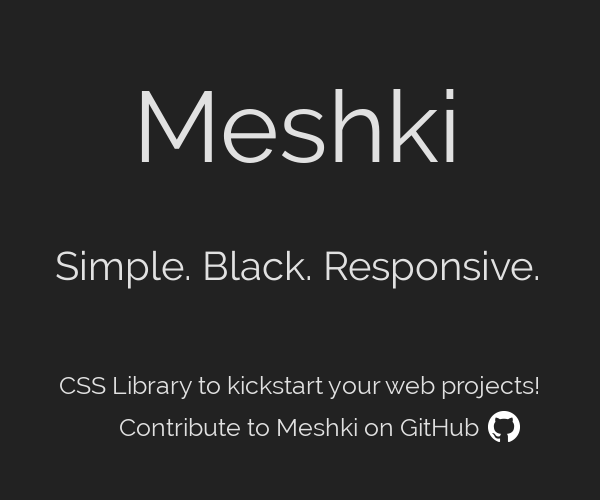 Meshki
Simple. Black. Responsive.
CSS Library to kickstart your web projects!
Contribute to Meshki on GitHub